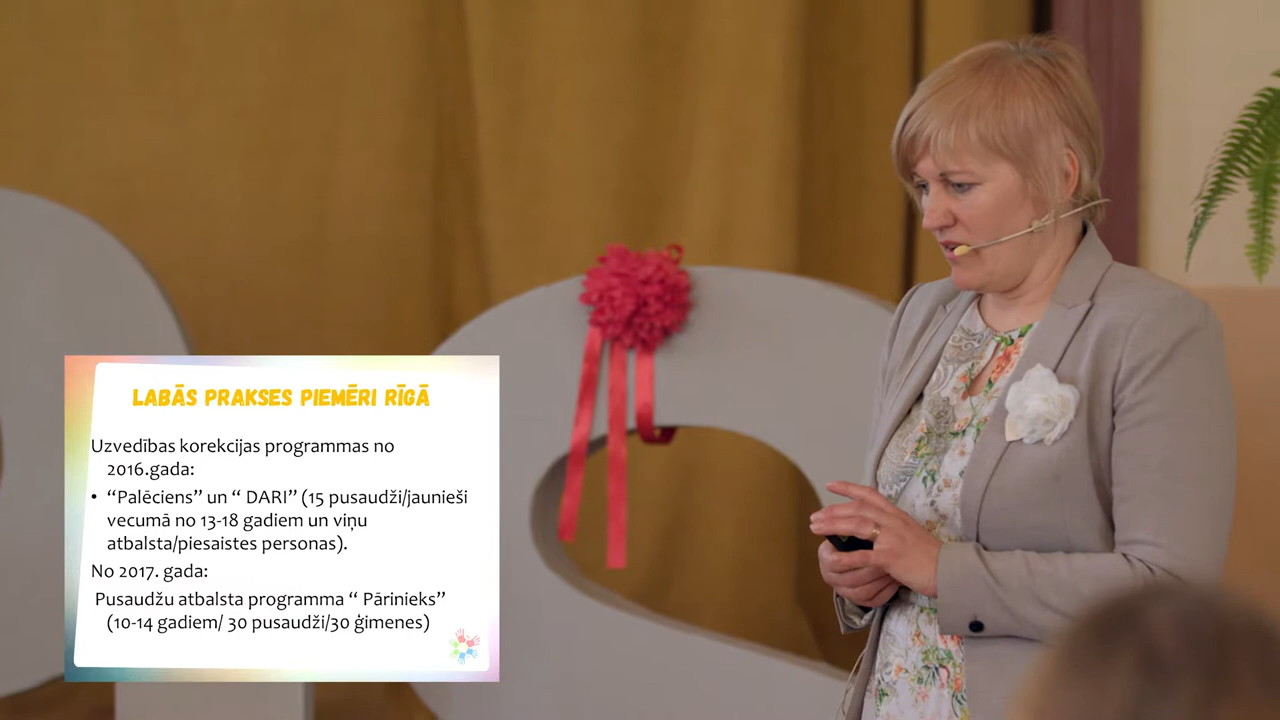 LABĀS PRAKSES PIEMĒRI RĪGĀ
Uzvedības korekcijas programmas no
2016.gada:
• “Palēciens” un “ DARI” (15 pusaudži/jaunieši
vecumā no 13-18 gadiem un viņu
atbalsta/piesaistes personas).
No 2017. gada:
Pusaudžu atbalsta programma “ Pārinieks”
(10-14 gadiem/ 30 pusaudži/30 ģimenes)